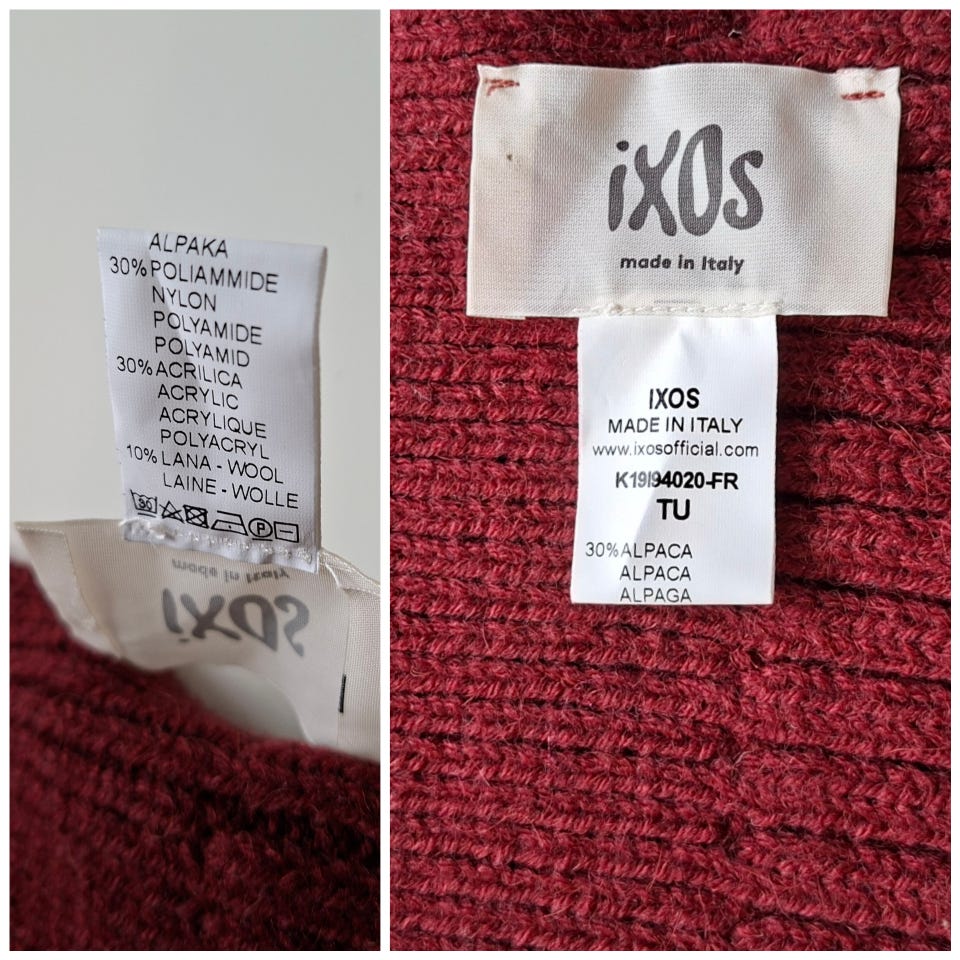 ALPAKA
30% POLIAMMIDE
NYLON
POLYAMIDE
POLYAMID
30% ACRILICA
ACRYLIC
ACRYLIQUE
POLYACRYL
10% LANA - WOOL
LAINE - WOLLE
30
P
made in Italy
iXOs
iXOs
made in Italy
IXOS
MADE IN ITALY
www.ixosofficial.com
K19I94020-FR
TU
30% ALPACA
ALPACA
ALPAGA